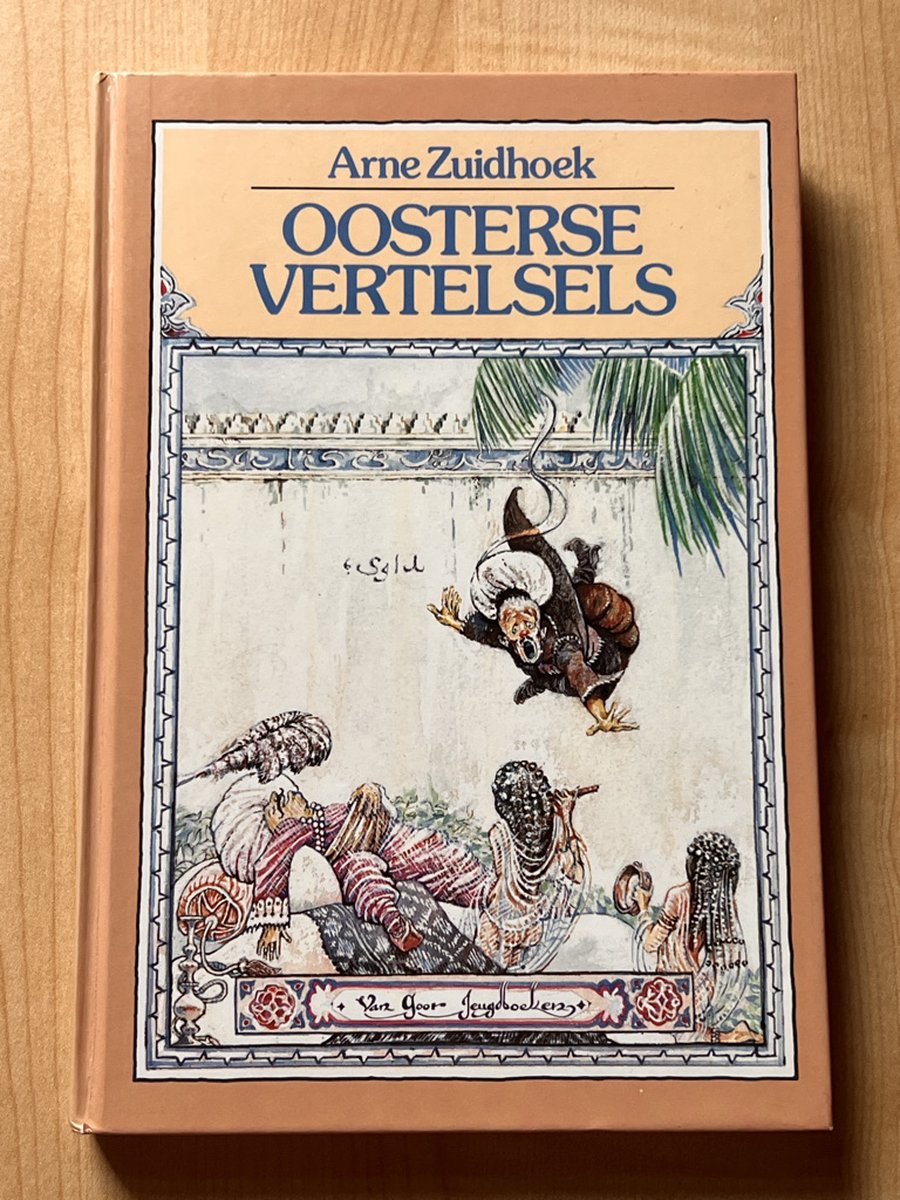 Arne Zuidhoek
OOSTERSE
VERTELSELS
Van Goor Jeugdboeken